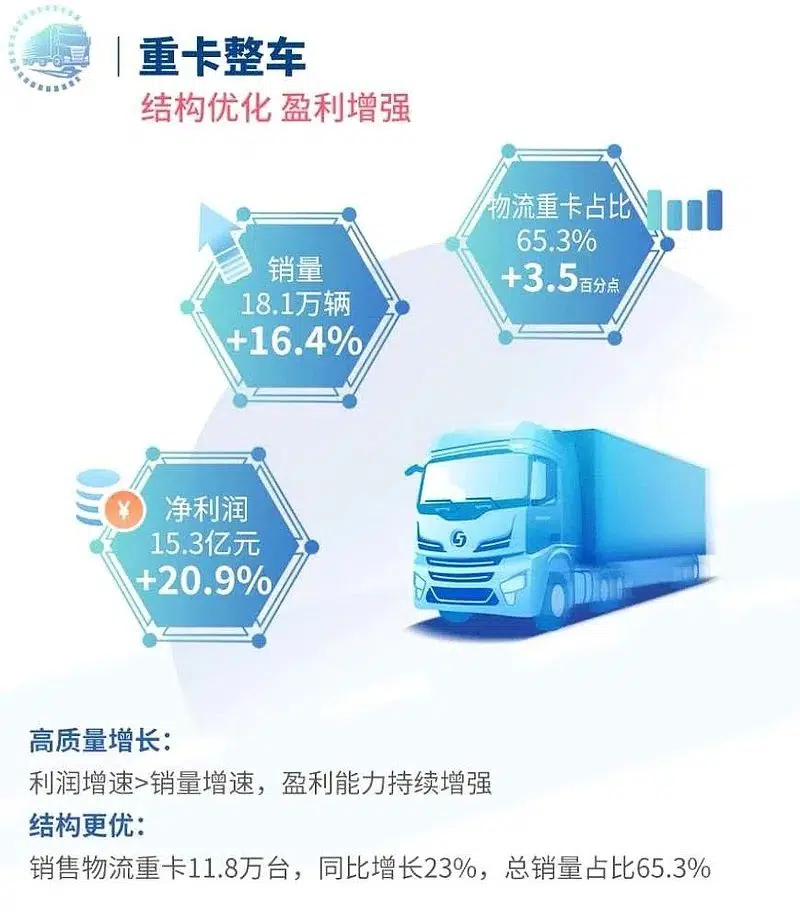 重卡整车
结构优化 盈利增强
物流重卡占比
65.3%
+3.5百分点
销量
18.1万辆
+16.4%
¥
净利润
15.3亿元
+20.9%
高质量增长：
利润增速>销量增速，盈利能力持续增强
结构更优：
销售物流重卡11.8万台，同比增长23%，总销量占比65.3%